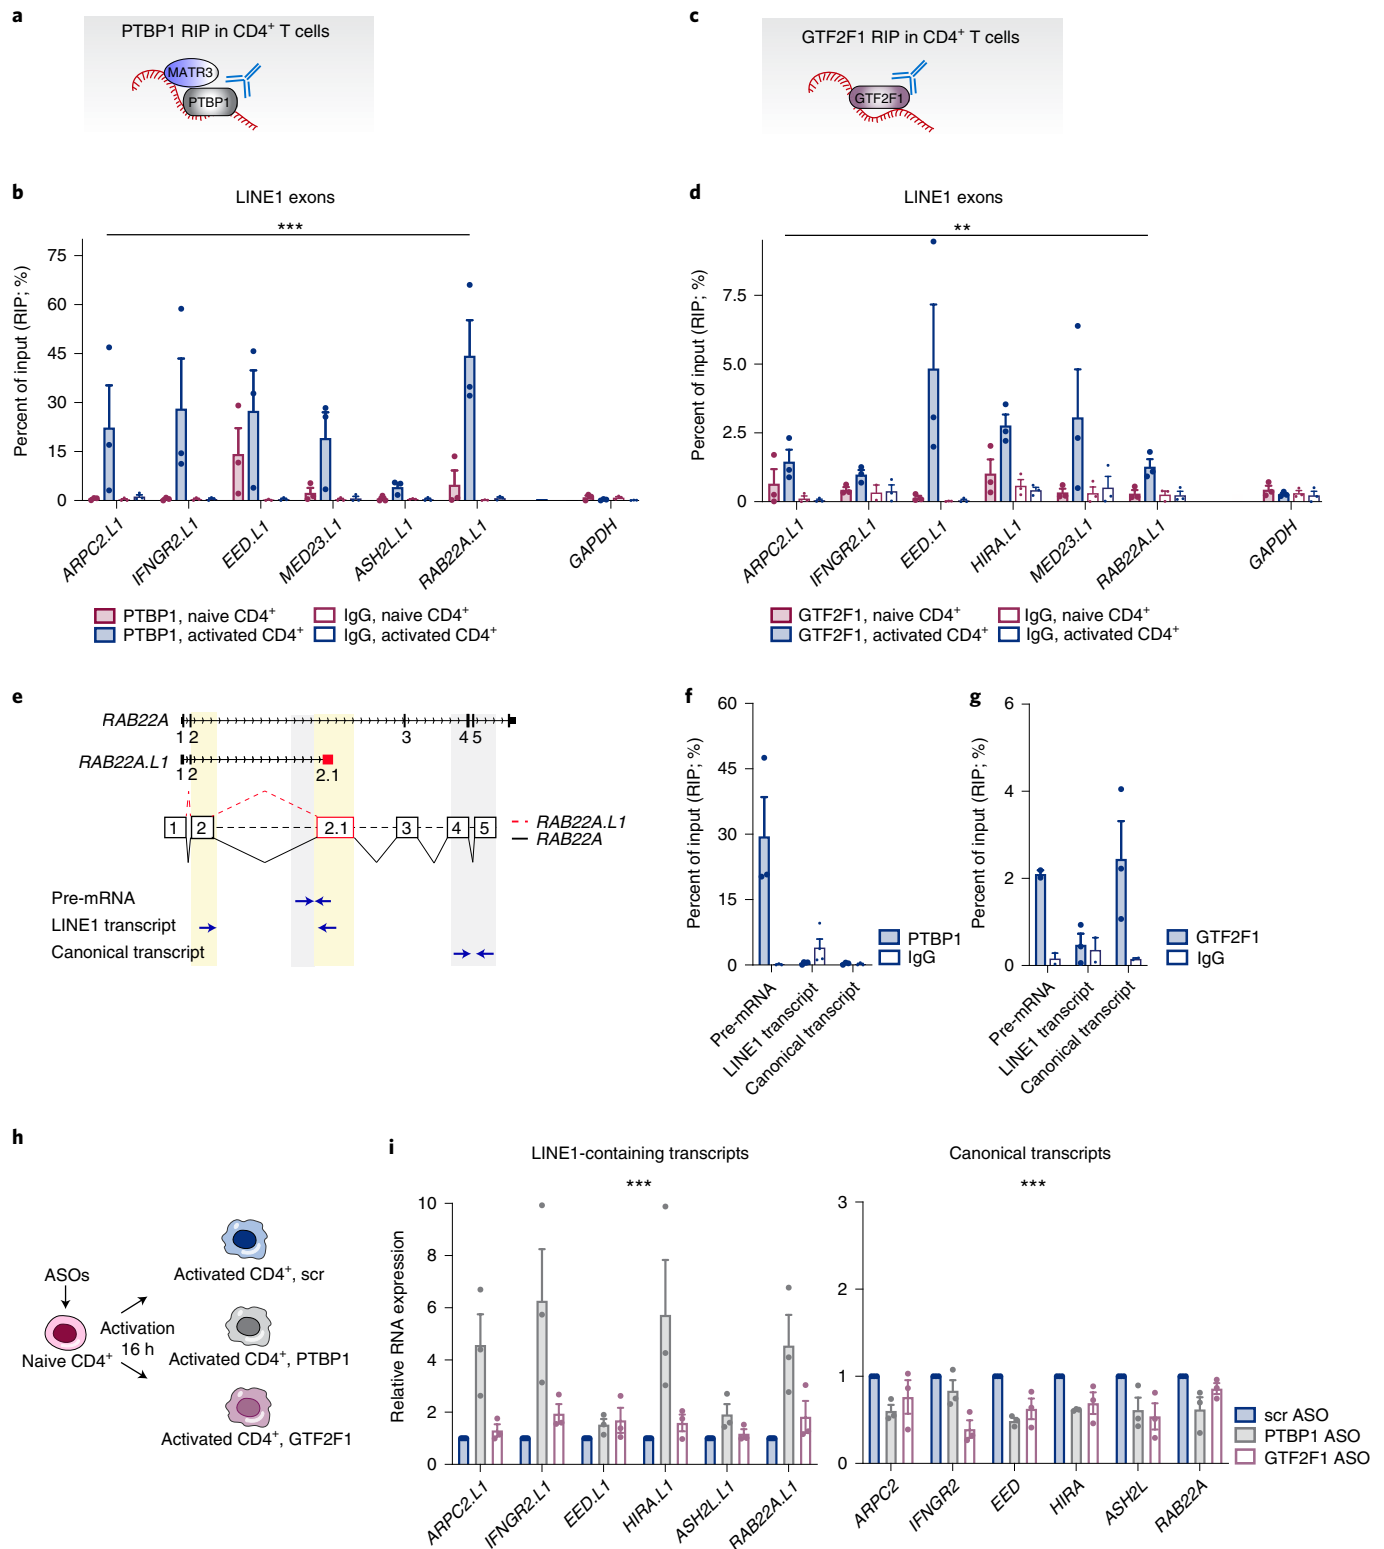 a
PTBP1 RIP in CD4+ T cells
MATR3
PTBP1
c
GTF2F1 RIP in CD4+ T cells
GTF2F1
b
LINE1 exons
***
Percent of input (RIP; %)
75
60
45
30
15
0
ARPC2.L1
IFNGR2.L1
EED.L1
MED23.L1
ASH2L.L1
RAB22A.L1
GAPDH
PTBP1, naive CD4+
IgG, naive CD4+
PTBP1, activated CD4+
IgG, activated CD4+
d
LINE1 exons
**
Percent of input (RIP; %)
7.5
5.0
2.5
0
ARPC2.L1
IFNGR2.L1
EED.L1
HIRA.L1
MED23.L1
RAB22A.L1
GAPDH
GTF2F1, naive CD4+
IgG, naive CD4+
GTF2F1, activated CD4+
IgG, activated CD4+
e
RAB22A
1 2 3 4 5
RAB22A.L1
1 2 2.1
1 2 2.1 3 4 5
RAB22A.L1
RAB22A
Pre-mRNA
LINE1 transcript
Canonical transcript
f
Percent of input (RIP; %)
60
45
30
15
0
Pre-mRNA
LINE1 transcript
Canonical transcript
PTBP1
IgG
g
Percent of input (RIP; %)
6
4
2
0
Pre-mRNA
LINE1 transcript
Canonical transcript
GTF2F1
IgG
h
ASOs
Naive CD4+
Activation
16 h
Activated CD4+, scr
Activated CD4+, PTBP1
Activated CD4+, GTF2F1
i
LINE1-containing transcripts
***
Relative RNA expression
10
8
6
4
2
0
ARPC2.L1
IFNGR2.L1
EED.L1
HIRA.L1
ASH2L.L1
RAB22A.L1
Canonical transcripts
***
3
2
1
0
ARPC2
IFNGR2
EED
HIRA
ASH2L
RAB22A
scr ASO
PTBP1 ASO
GTF2F1 ASO